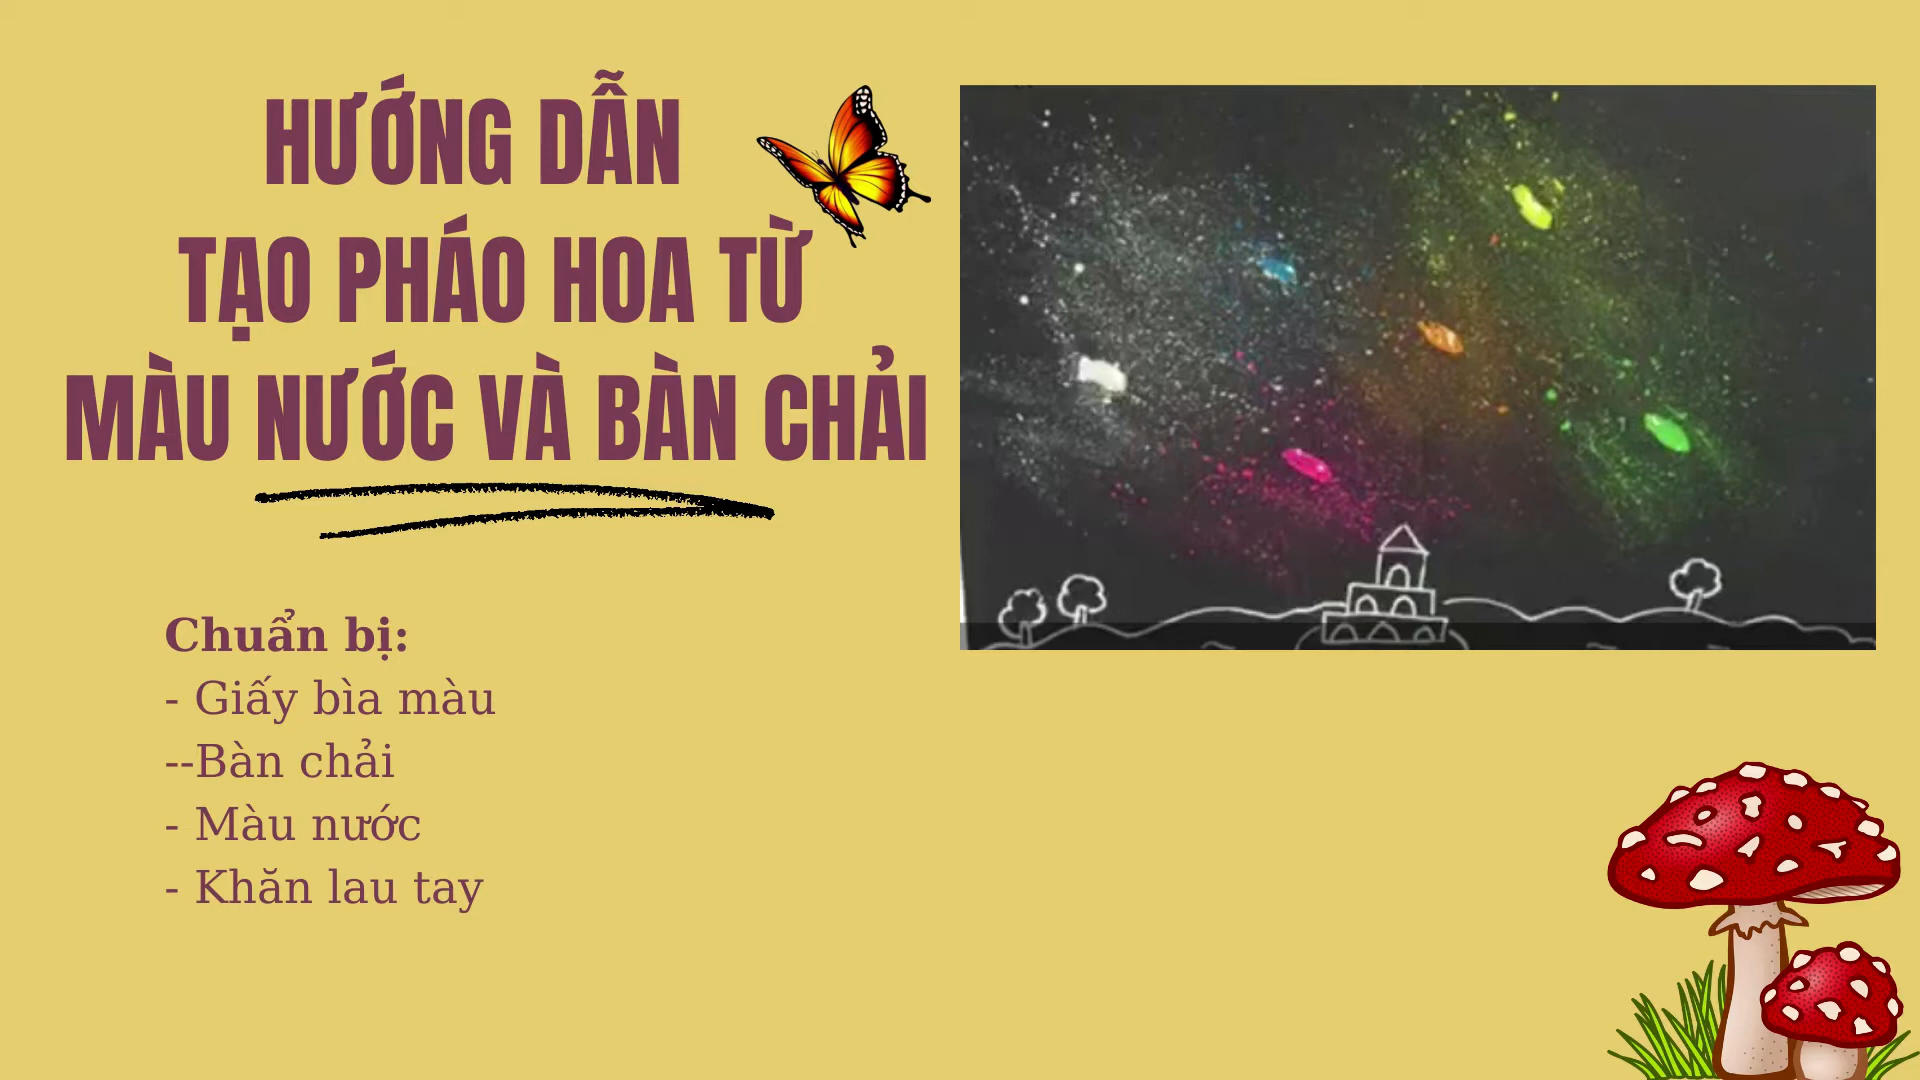 HƯỚNG DẪN
TẠO PHÁO HOA TỪ
MÀU NƯỚC VÀ BÀN CHẢI
Chuẩn bị:
- Giấy bìa màu
--Bàn chải
- Màu nước
- Khăn lau tay